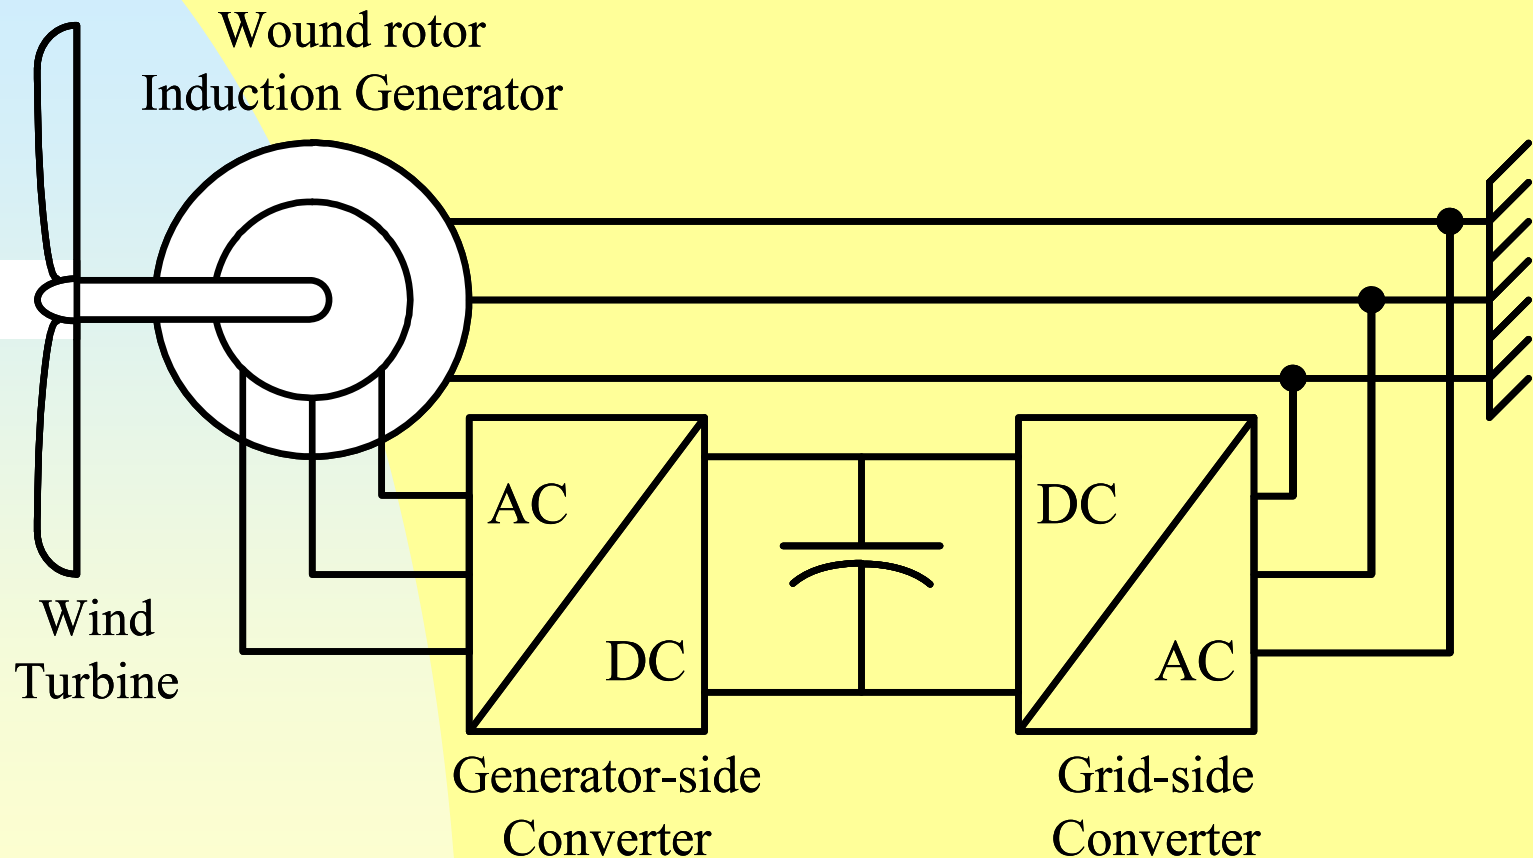 Wound rotor
Induction Generator
AC
DC
DC
AC
Wind
Turbine
Generator-side
Converter
Grid-side
Converter